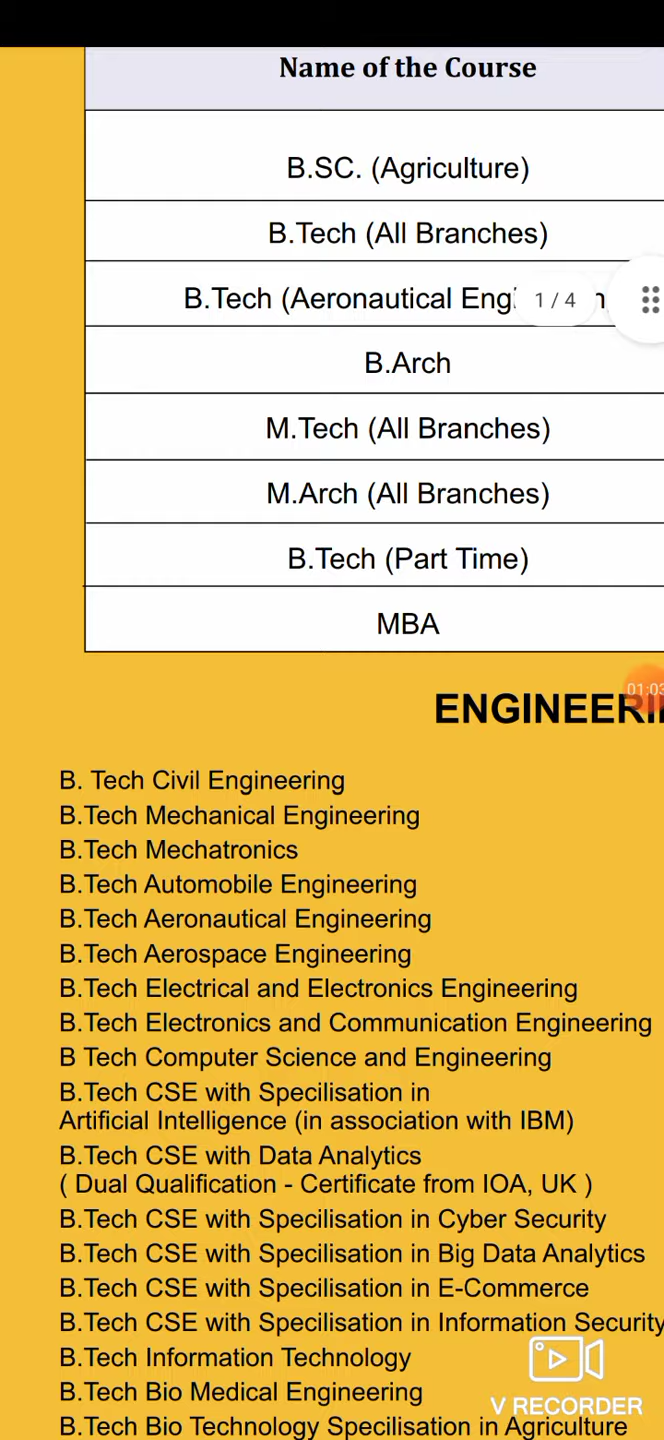 Name of the Course
B.SC. (Agriculture)
B.Tech (All Branches)
B.Tech (Aeronautical
1 / 4
B.Arch
M.Tech (All Branches)
M.Arch (All Branches)
B.Tech (Part Time)
MBA
01:03
B. Tech Civil Engineering
B.Tech Mechanical Engineering
B.Tech Mechatronics
B.Tech Automobile Engineering
B.Tech Aeronautical Engineering
B.Tech Aerospace Engineering
B.Tech Electrical and Electronics Engineering
B.Tech Electronics and Communication Engineering
B Tech Computer Science and Engineering
B.Tech CSE with Specilisation in
Artificial Intelligence (in association with IBM)
B.Tech CSE with Data Analytics
( Dual Qualification - Certificate from IOA, UK )
B.Tech CSE with Specilisation in Cyber Security
B.Tech CSE with Specilisation in Big Data Analytics
B.Tech CSE with Specilisation in E-Commerce
B.Tech CSE with Specilisation in Information Security
B.Tech Information Technology
B.Tech Bio Medical Engineering
V RECORDER
B.Tech Bio Technology Specilisation in Agriculture